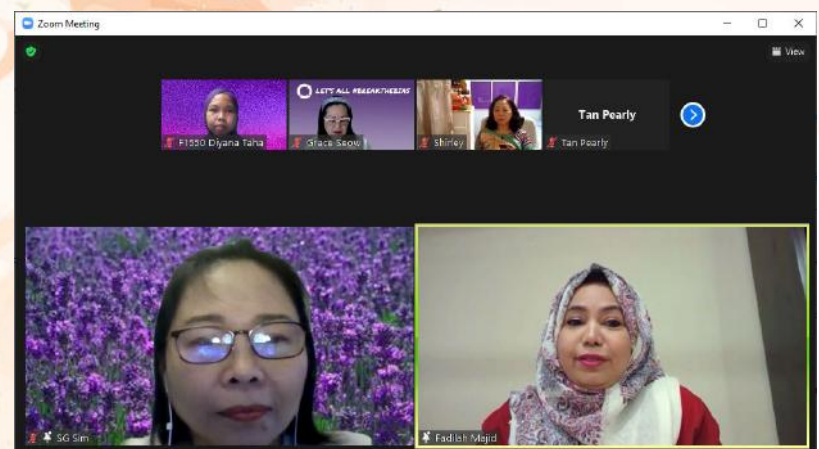 Zoom Meeting
View
LET'S ALL #BREAKTHEBIAS
F1550 Diyana Taha
Grace Seow
Shirley
Tan Pearly
Tan Pearly
SG Sim
Fadilah Majid